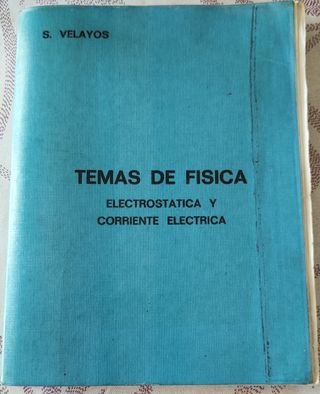 S. VELAYOS
TEMAS DE FISICA
ELECTROSTATICA Y
CORRIENTE ELECTRICA